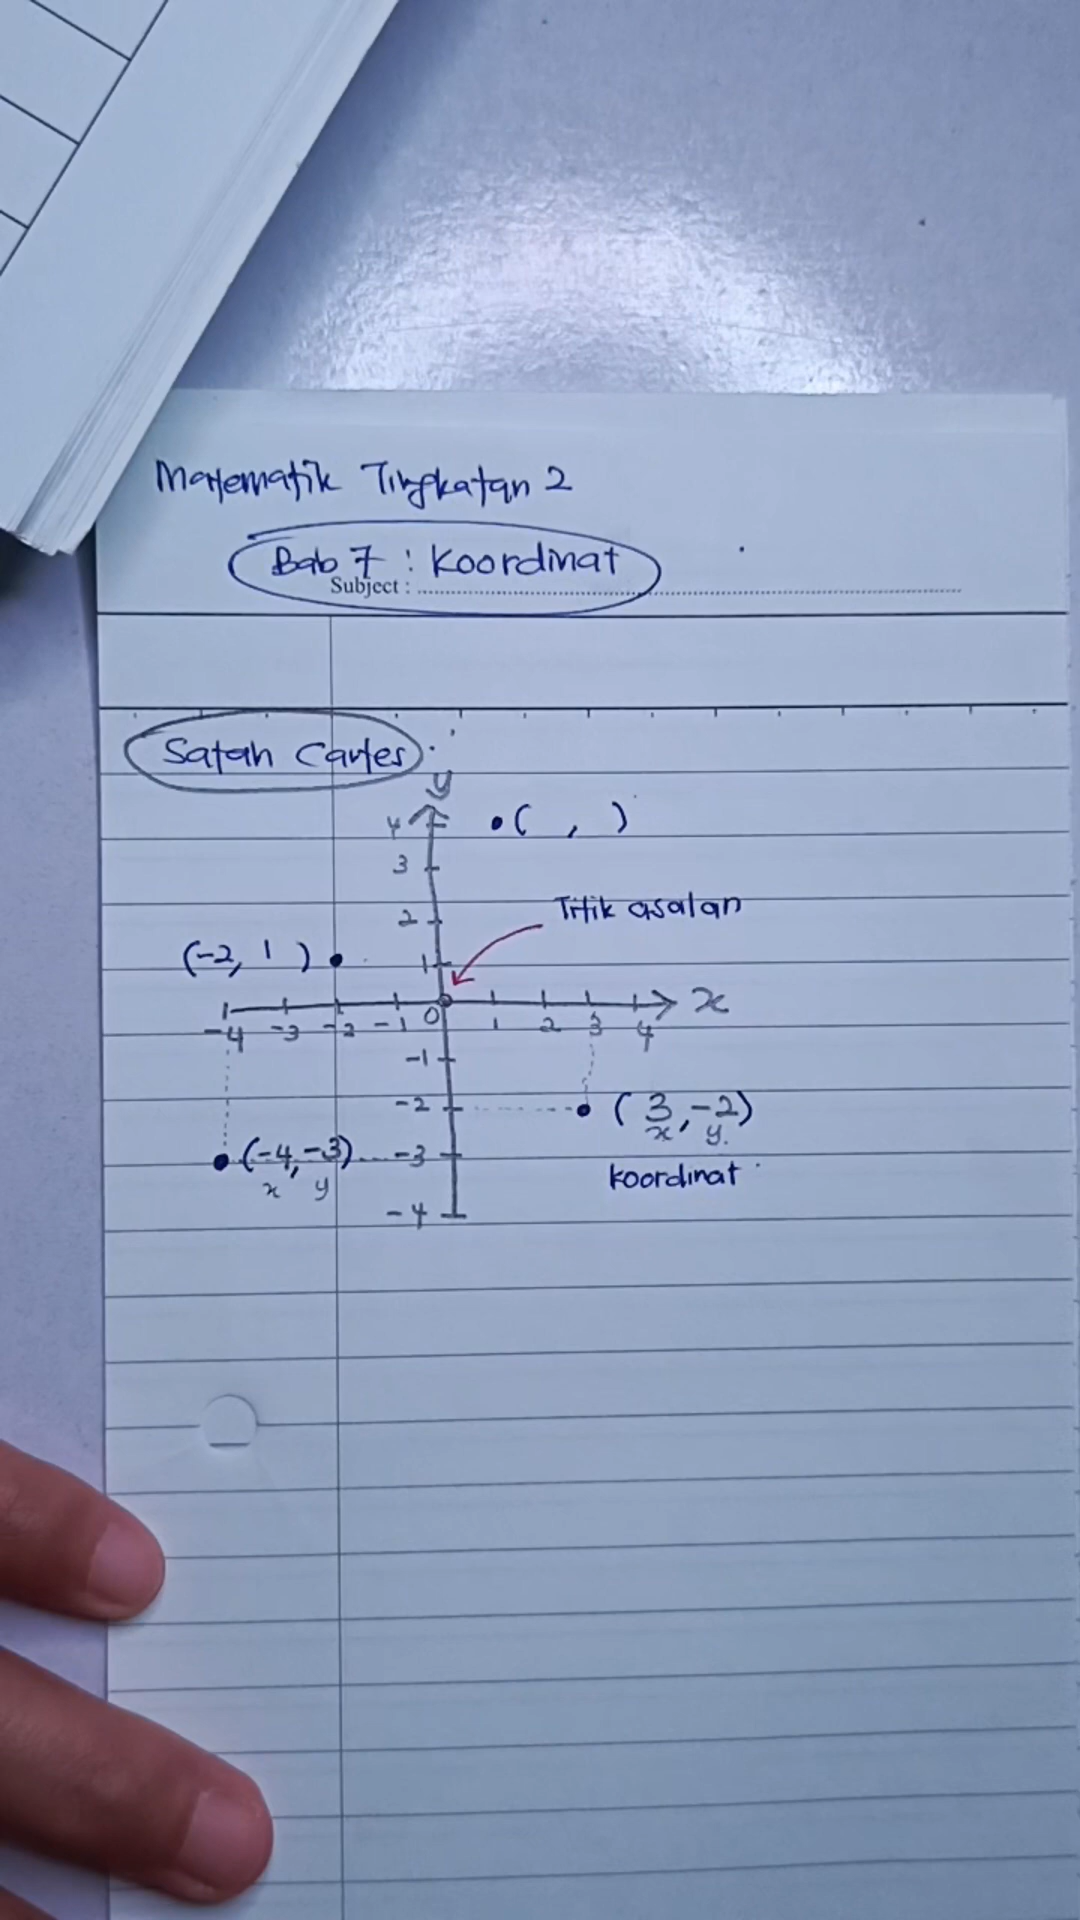 Matematik Tingkatan 2
Bab 7 : Koordinat
Subject :
Satah Cartes
y
4
( , )
3
Titik asalan
2
(-2, 1 )
1
x
-4 -3 -2 -1 0 1 2 3 4
-1
-2
(3, -2)
x y
(-4, -3)
-3
x y
koordinat
-4